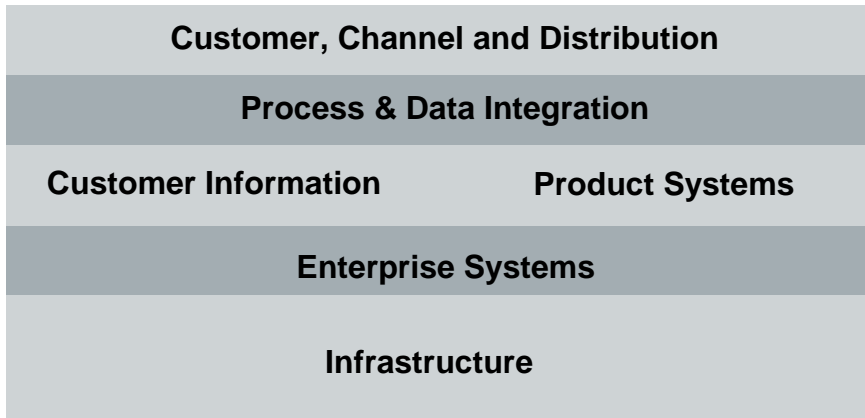 Customer, Channel and Distribution
Process & Data Integration
Customer Information Product Systems
Enterprise Systems
Infrastructure